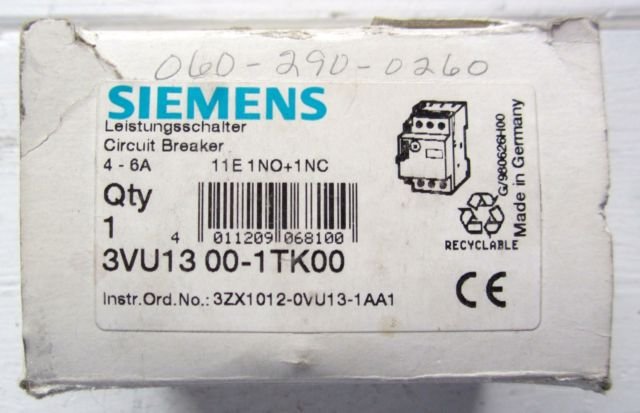 060-290-0260
SIEMENS
Leistungsschalter
Circuit Breaker
4 - 6A 11E 1NO+1NC
Qty
1
4 011209 068100
3VU13 00-1TK00
Instr.Ord.No.: 3ZX1012-0VU13-1AA1
G/980628H00
Made in Germany
RECYCLABLE
CE